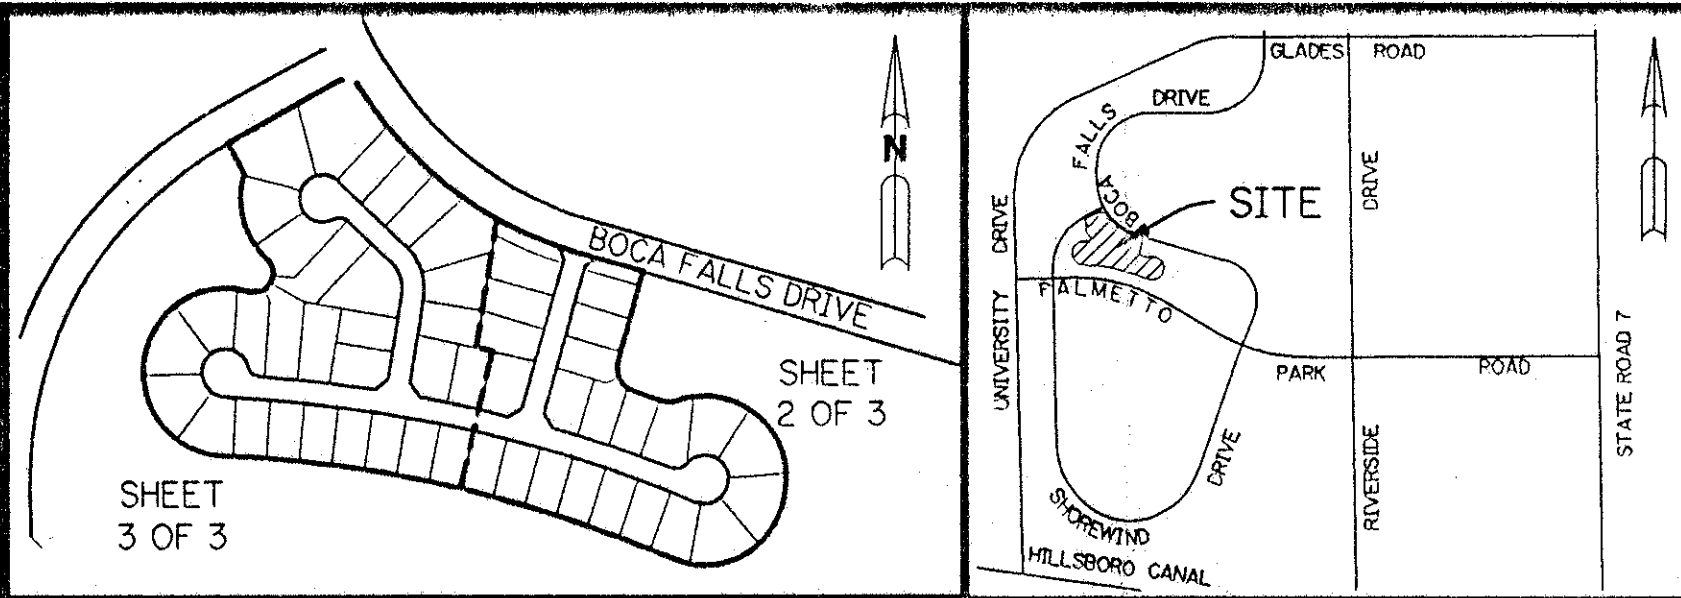 N
BOCA FALLS DRIVE
SHEET
2 OF 3
SHEET
3 OF 3
GLADES ROAD
DRIVE
FALLS
BOCA
SITE
DRIVE
UNIVERSITY DRIVE
FALMETTO
PARK ROAD
STATE ROAD 7
RIVERSIDE
DRIVE
SHOREWIND
HILLSBORO CANAL